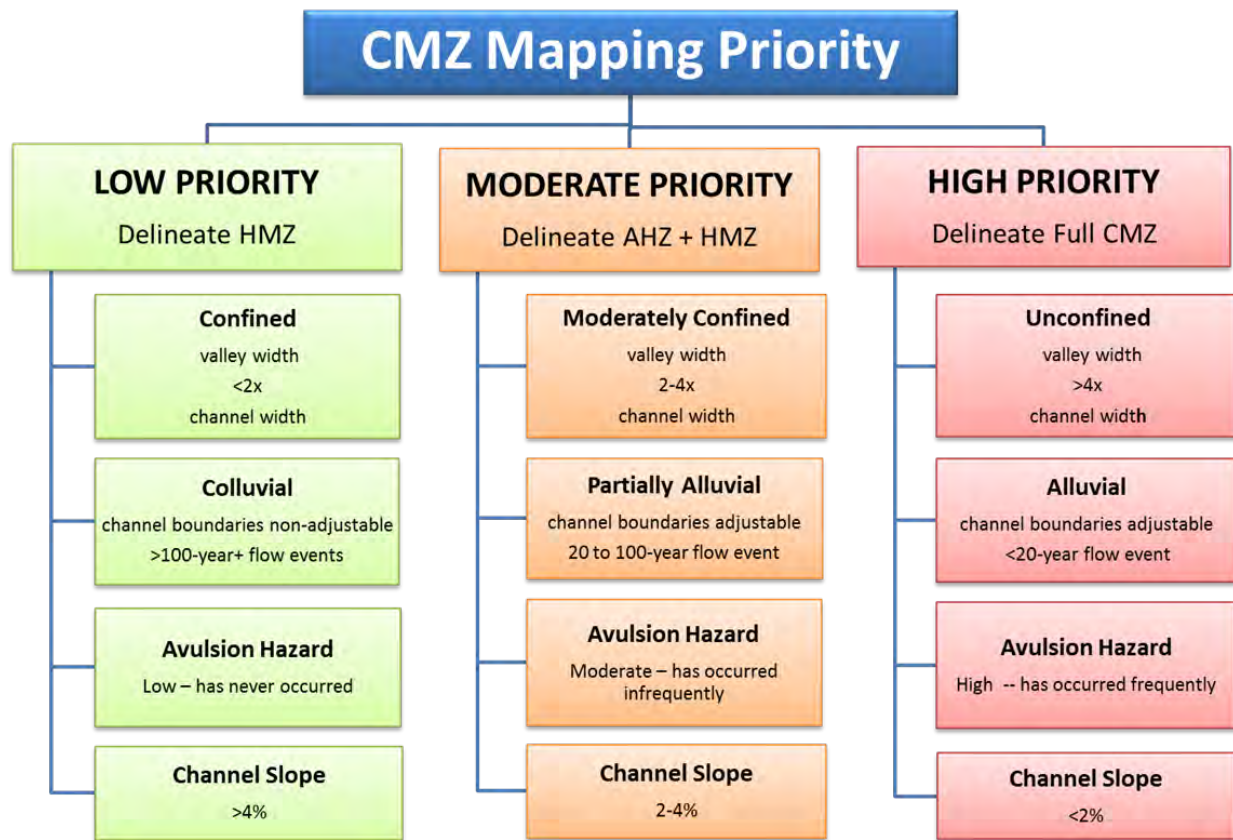 CMZ Mapping Priority
LOW PRIORITY
Delineate HMZ
Confined
valley width
<2x
channel width
Colluvial
channel boundaries non-adjustable
>100-year+ flow events
Avulsion Hazard
Low – has never occurred
Channel Slope
>4%
MODERATE PRIORITY
Delineate AHZ + HMZ
Moderately Confined
valley width
2-4x
channel width
Partially Alluvial
channel boundaries adjustable
20 to 100-year flow event
Avulsion Hazard
Moderate – has occurred
infrequently
Channel Slope
2-4%
HIGH PRIORITY
Delineate Full CMZ
Unconfined
valley width
>4x
channel width
Alluvial
channel boundaries adjustable
<20-year flow event
Avulsion Hazard
High -- has occurred frequently
Channel Slope
<2%